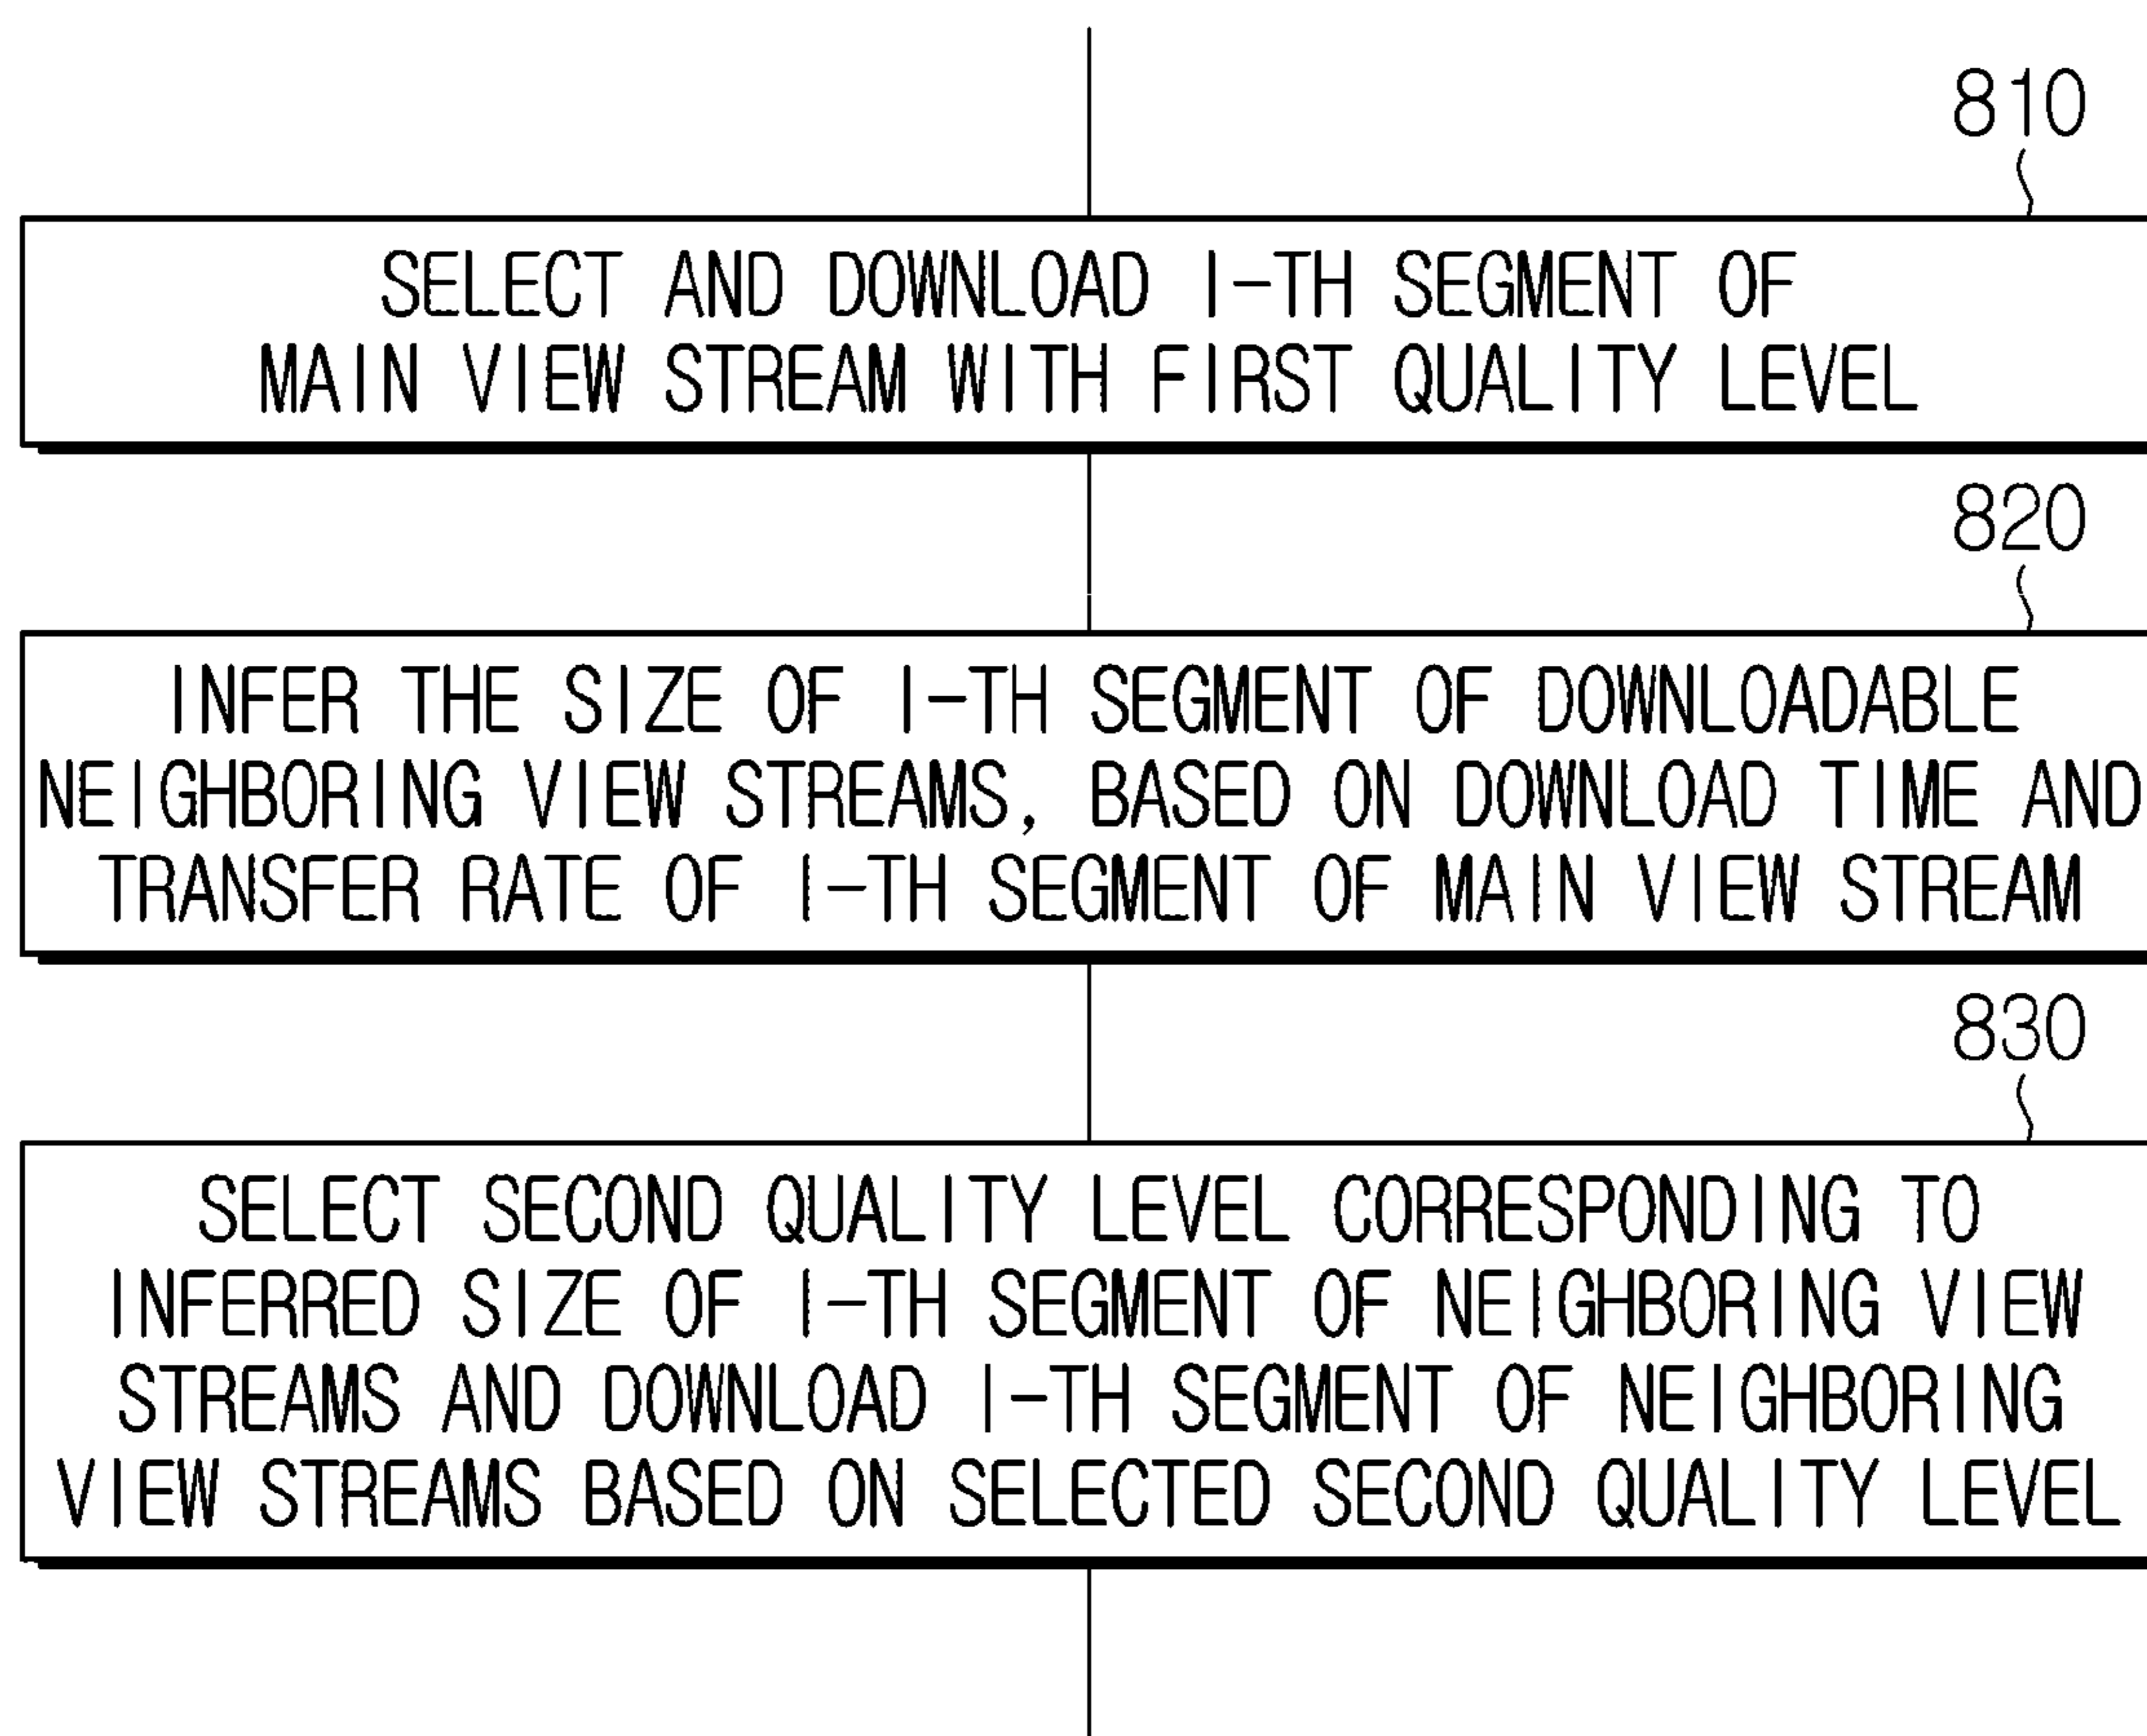 810
SELECT AND DOWNLOAD I-TH SEGMENT OF
MAIN VIEW STREAM WITH FIRST QUALITY LEVEL
820
INFER THE SIZE OF I-TH SEGMENT OF DOWNLOADABLE
NEIGHBORING VIEW STREAMS, BASED ON DOWNLOAD TIME AND
TRANSFER RATE OF I-TH SEGMENT OF MAIN VIEW STREAM
830
SELECT SECOND QUALITY LEVEL CORRESPONDING TO
INFERRED SIZE OF I-TH SEGMENT OF NEIGHBORING VIEW
STREAMS AND DOWNLOAD I-TH SEGMENT OF NEIGHBORING
VIEW STREAMS BASED ON SELECTED SECOND QUALITY LEVEL